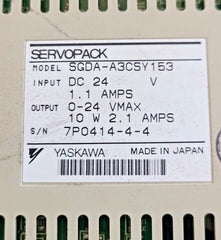 SERVOPACK
MODEL SGDA-A3CSY153
INPUT DC 24 V
1.1 AMPS
OUTPUT 0-24 VMAX
10 W 2.1 AMPS
S/N 7P0414-4-4
YASKAWA MADE IN JAPAN